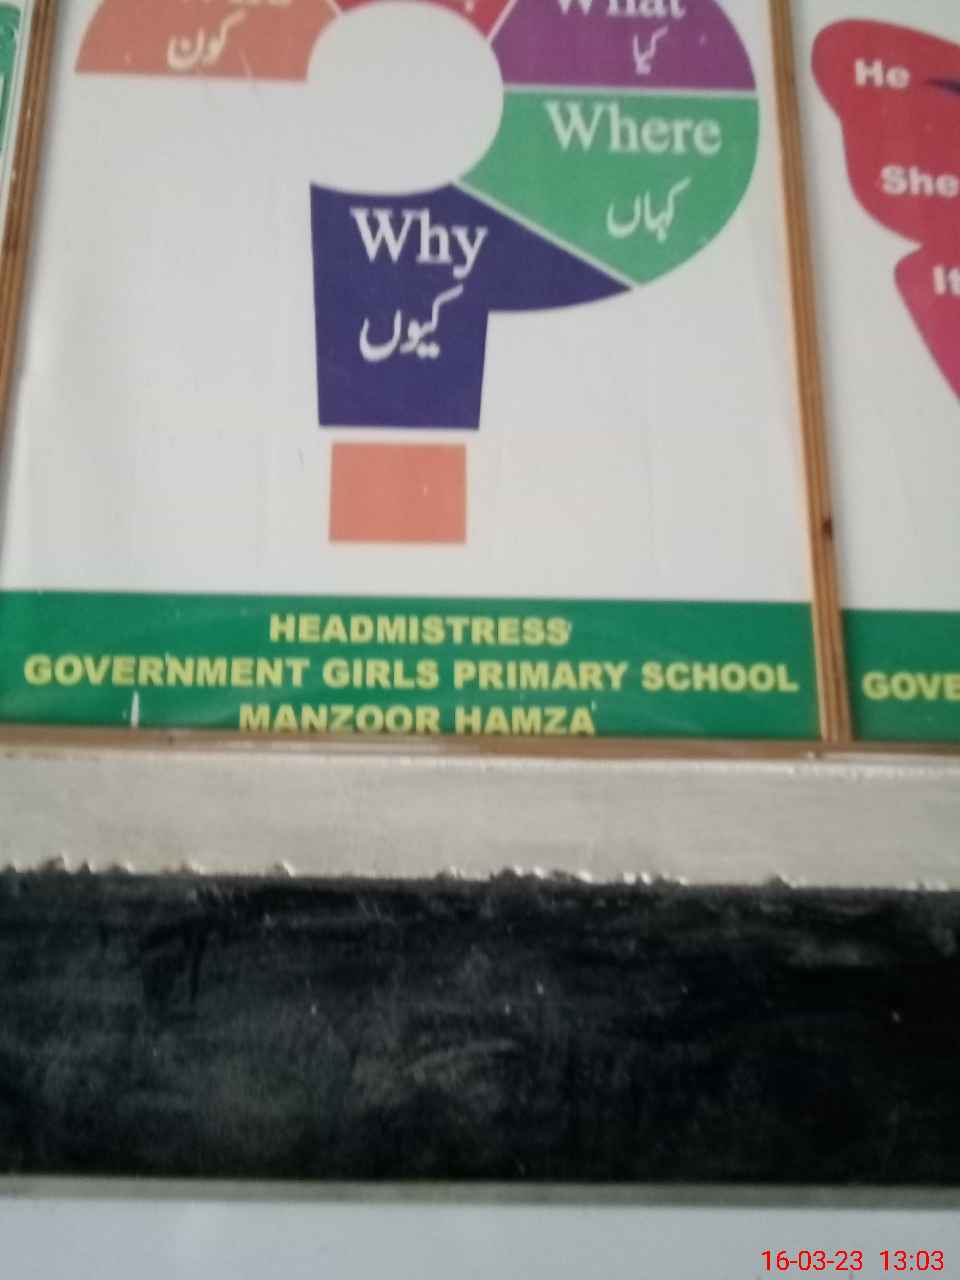 کون
What
کیا
Where
کہاں
Why
کیوں
He
She
It
HEADMISTRESS
GOVERNMENT GIRLS PRIMARY SCHOOL
MANZOOR HAMZA
GOVE
16-03-23 13:03